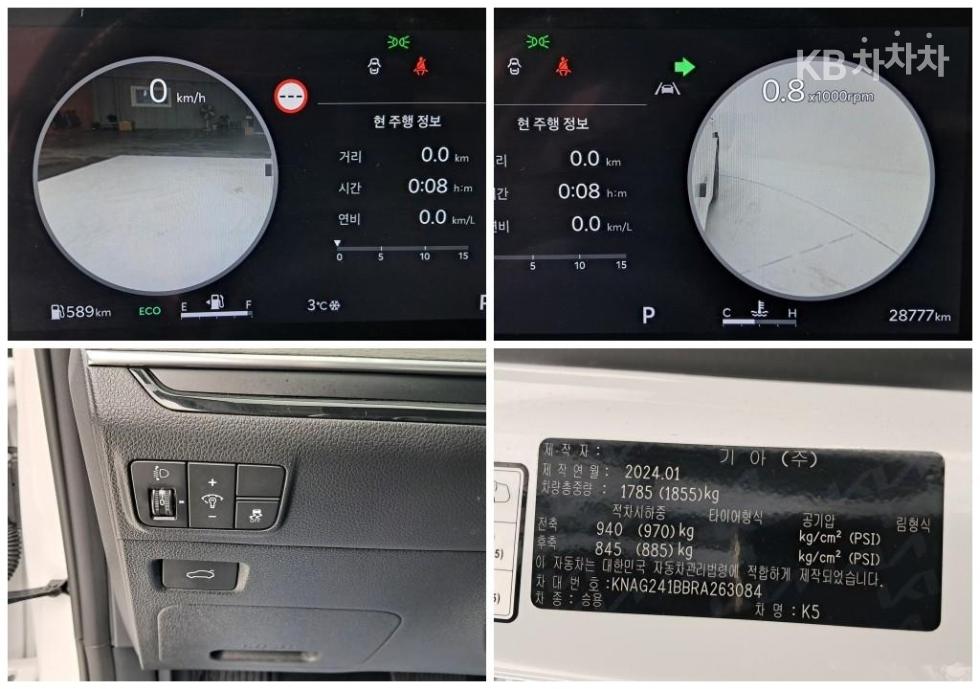 0 km/h
---
현 주행 정보
거리 0.0 km
시간 0:08 h:m
연비 0.0 km/L
0 5 10 15
589km
ECO
E F
3°C
P
KB차차차
0.8 x1000rpm
현 주행 정보
리 0.0 km
간 0:08 h:m
비 0.0 km/L
5 10 15
P
C H
28777 km
+
-
OFF
제 작 자 : 기 아 (주)
제 작 연 월 : 2024.01
차량총중량 : 1785 (1855)kg
적차시하중 타이어형식 공기압 림형식
전축 940 (970)kg kg/cm² (PSI)
후축 845 (885)kg kg/cm² (PSI)
이 자동차는 대한민국 자동차관리법령에 적합하게 제작되었습니다.
차 대 번 호 :KNAG241BBRA263084
차 종 : 승용 차 명 : K5
5)
5)